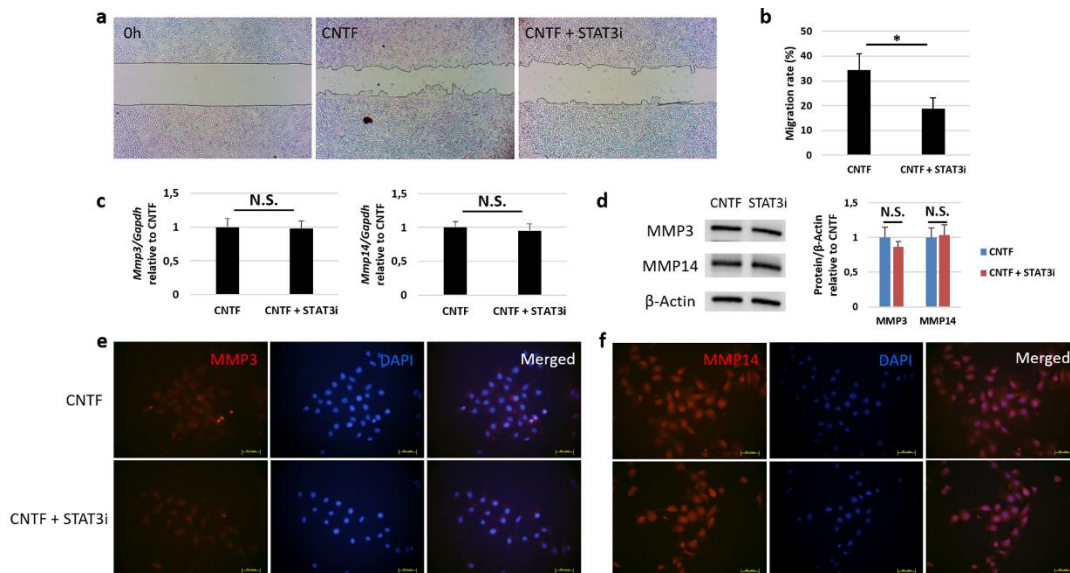 a
0h
CNTF
CNTF + STAT3i
b
Migration rate (%)
50
40
30
20
10
0
*
CNTF
CNTF + STAT3i
c
Mmp3/Gapdh
relative to CNTF
1,5
1
0,5
0
N.S.
CNTF
CNTF + STAT3i
Mmp14/Gapdh
relative to CNTF
1,5
1
0,5
0
N.S.
CNTF
CNTF + STAT3i
d
CNTF STAT3i
MMP3
MMP14
β-Actin
Protein/β-Actin
relative to CNTF
1,5
1
0,5
0
N.S.
N.S.
MMP3
MMP14
CNTF
CNTF + STAT3i
e
MMP3
DAPI
Merged
CNTF
CNTF + STAT3i
f
MMP14
DAPI
Merged